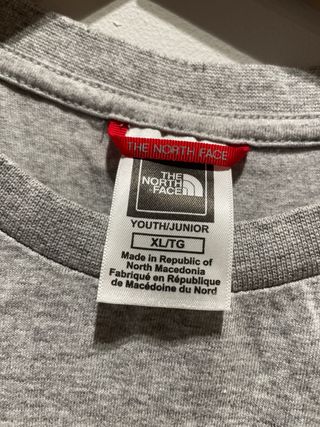 THE NORTH FACE
THE
NORTH
FACE
YOUTH/JUNIOR
XL/TG
Made in Republic of
North Macedonia
Fabriqué en République
de Macédoine du Nord